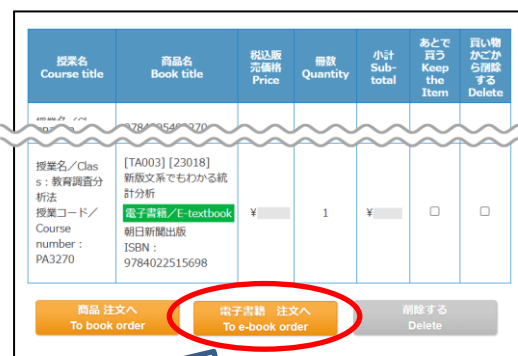 授業名
Course title
商品名
Book title
税込販
売価格
Price
冊数
Quantity
小計
Sub-
total
あとで
買う
Keep
the
Item
買い物
かごか
ら削除
する
Delete
授業名／Clas
s：教育調査分
析法
授業コード／
Course
number：
PA3270
[TA003] [23018]
新版文系でもわかる統
計分析
電子書籍／E-textbook
朝日新聞出版
ISBN：
9784022515698
¥
1
¥
商品 注文へ
To book order
電子書籍 注文へ
To e-book order
削除する
Delete